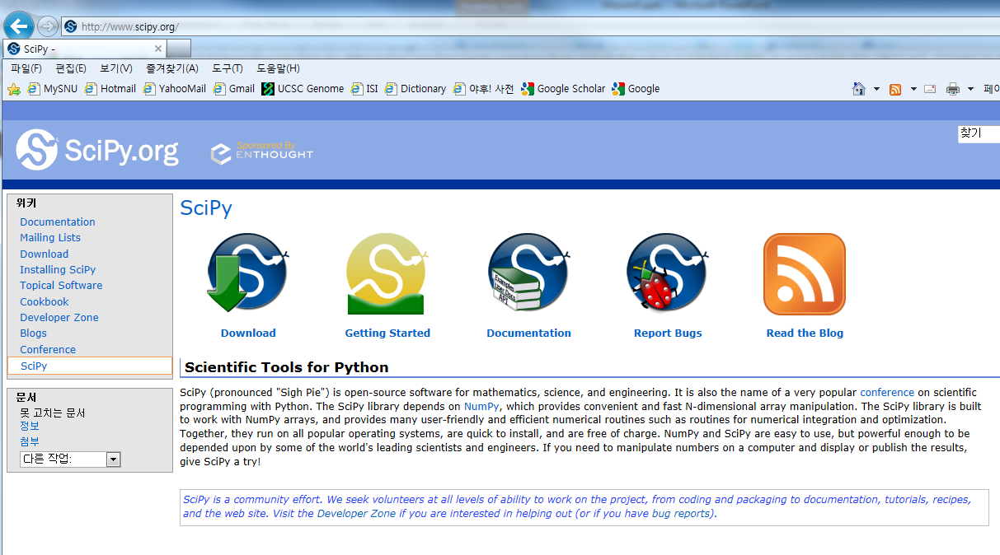 http://www.scipy.org/
SciPy -
파일(F) 편집(E) 보기(V) 즐겨찾기(A) 도구(T) 도움말(H)
MySNU Hotmail YahooMail Gmail UCSC Genome ISI Dictionary 야후! 사전 Google Scholar Google
SciPy.org
Sponsored By
ENTHOUGHT
찾기
위키
Documentation
Mailing Lists
Download
Installing SciPy
Topical Software
Cookbook
Developer Zone
Blogs
Conference
SciPy
문서
못 고치는 문서
정보
첨부
다른 작업:
SciPy
Examples
User Docs
API
Download Getting Started Documentation Report Bugs Read the Blog
Scientific Tools for Python
SciPy (pronounced "Sigh Pie") is open-source software for mathematics, science, and engineering. It is also the name of a very popular conference on scientific
programming with Python. The SciPy library depends on NumPy, which provides convenient and fast N-dimensional array manipulation. The SciPy library is built
to work with NumPy arrays, and provides many user-friendly and efficient numerical routines such as routines for numerical integration and optimization.
Together, they run on all popular operating systems, are quick to install, and are free of charge. NumPy and SciPy are easy to use, but powerful enough to be
depended upon by some of the world's leading scientists and engineers. If you need to manipulate numbers on a computer and display or publish the results,
give SciPy a try!
SciPy is a community effort. We seek volunteers at all levels of ability to work on the project, from coding and packaging to documentation, tutorials, recipes,
and the web site. Visit the Developer Zone if you are interested in helping out (or if you have bug reports).